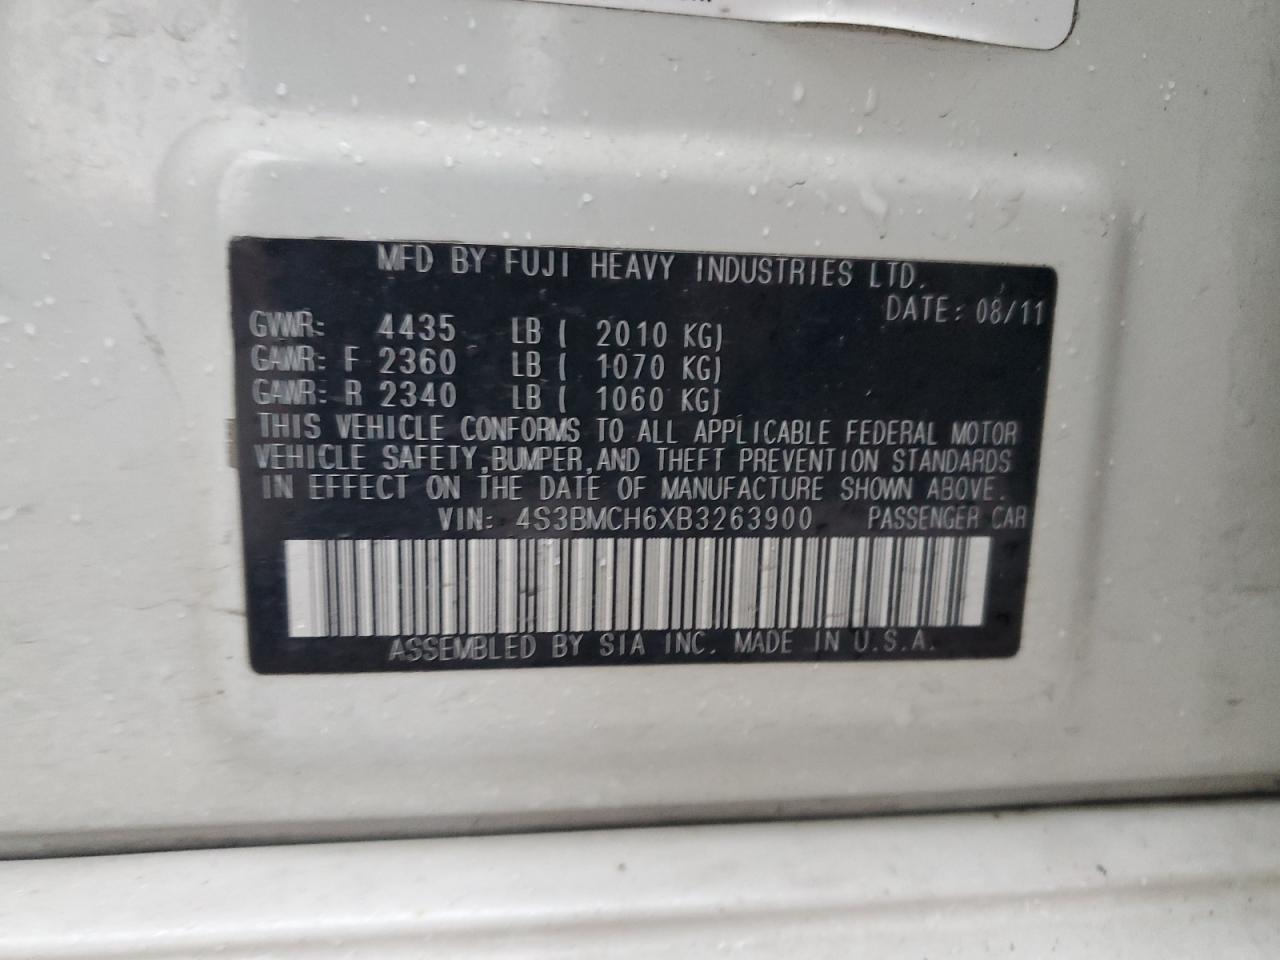 MFD BY FUJI HEAVY INDUSTRIES LTD.
DATE: 08/11
GVWR: 4435 LB ( 2010 KG)
GAWR: F 2360 LB ( 1070 KG)
GAWR: R 2340 LB ( 1060 KG)
THIS VEHICLE CONFORMS TO ALL APPLICABLE FEDERAL MOTOR
VEHICLE SAFETY, BUMPER, AND THEFT PREVENTION STANDARDS
IN EFFECT ON THE DATE OF MANUFACTURE SHOWN ABOVE.
VIN: 4S3BMCH6XB3263900 PASSENGER CAR
ASSEMBLED BY SIA INC. MADE IN U.S.A.